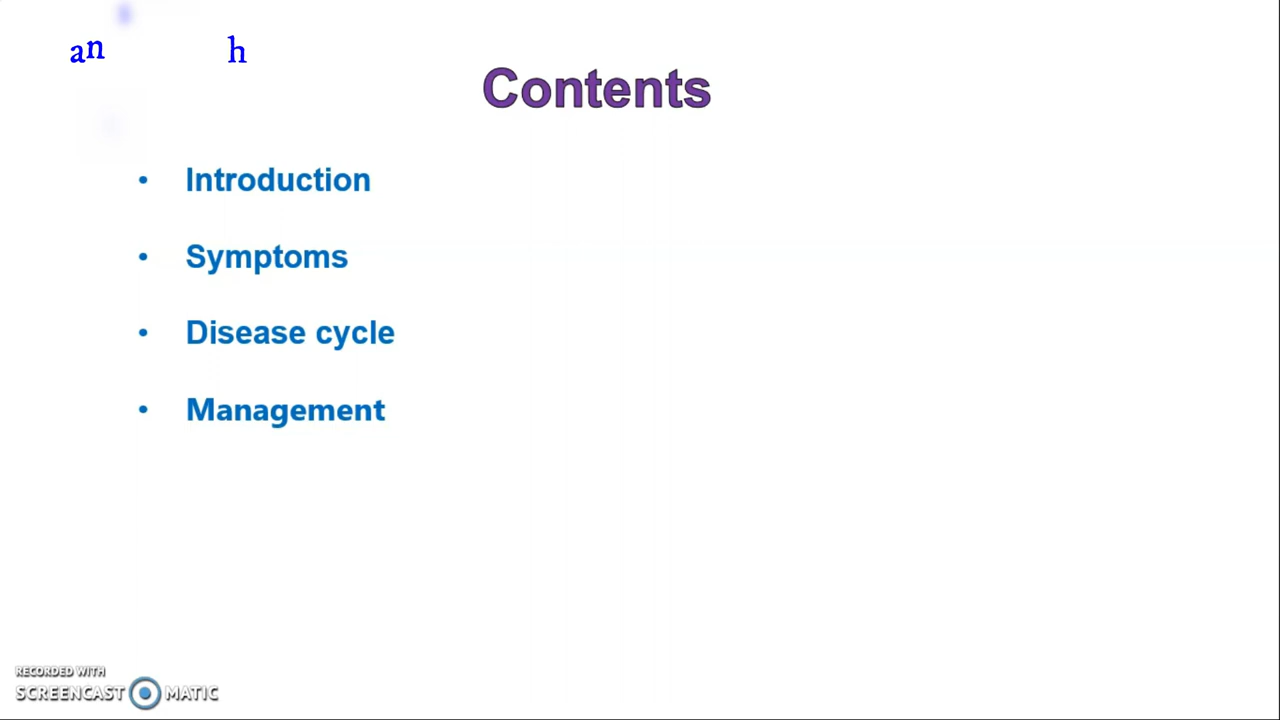 an h
Contents
• Introduction
• Symptoms
• Disease cycle
• Management
RECORDED WITH
SCREENCAST MATIC